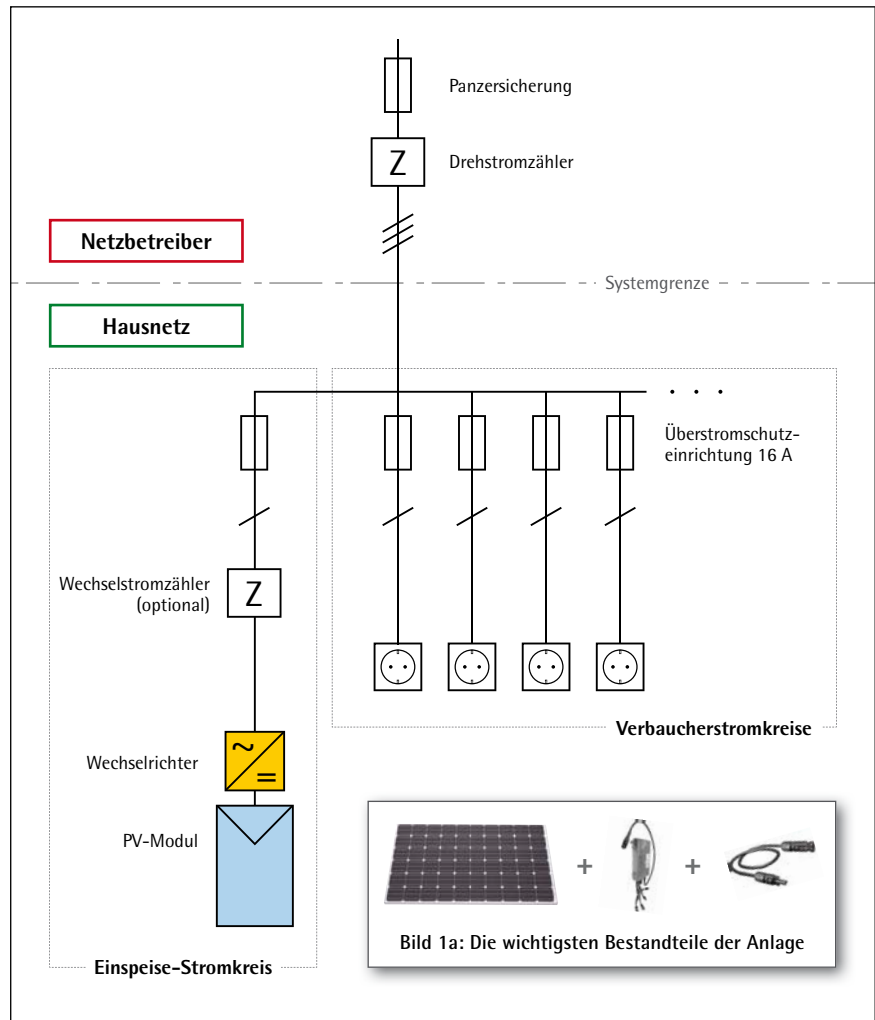 Panzersicherung
Z
Drehstromzähler
Netzbetreiber
Systemgrenze
Hausnetz
. . .
Überstromschutz-
einrichtung 16 A
Wechselstromzähler
(optional)
Z
Wechselrichter
~
=
PV-Modul
Verbaucherstromkreise
+ +
Bild 1a: Die wichtigsten Bestandteile der Anlage
Einspeise-Stromkreis